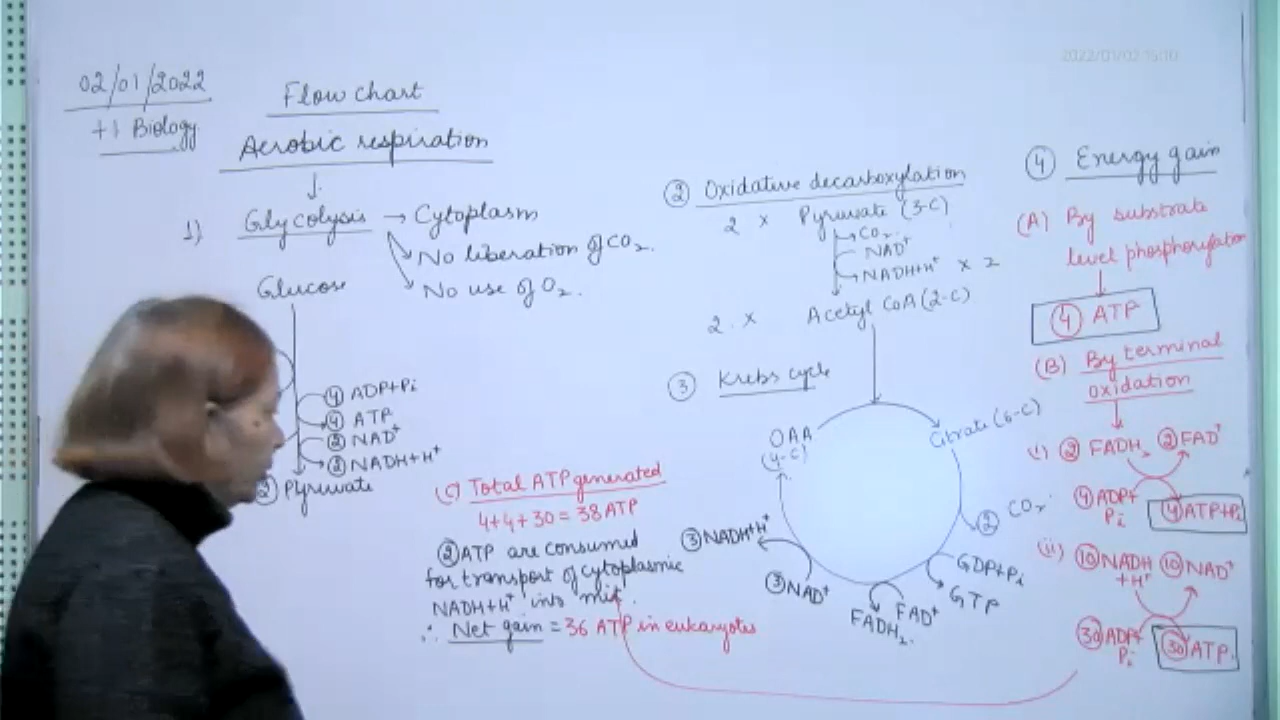 2022/01/02 15:10
02/01/2022
+1 Biology
Flow chart
Aerobic respiration
1) Glycolysis → Cytoplasm
No liberation of CO2.
No use of O2.
Glucose
④ ADP+Pi
④ ATP
② NAD+
② NADH+H+
② Pyruvate
② Oxidative decarboxylation
2 x Pyruvate (3-C)
CO2
NAD+
NADH+H+ x 2
2 x Acetyl CoA (2-C)
③ Krebs cycle
OAA
(4-C)
Citrate (6-C)
② CO2
GDP+Pi
GTP
FAD+
FADH2
③ NAD+
③ NADH+H+
(C) Total ATP generated
4+4+30 = 38 ATP
② ATP are consumed
for transport of cytoplasmic
NADH+H+ into mit.
∴ Net gain = 36 ATP in eukaryotes
④ Energy gain
(A) By substrate
level phosphorylation
④ ATP
(B) By terminal
oxidation
(i) ② FADH2 ② FAD+
④ ADP+
Pi
④ ATP+Pi
(ii) ⑩ NADH
+H+
⑩ NAD+
㉚ ADP+
Pi
㉚ ATP